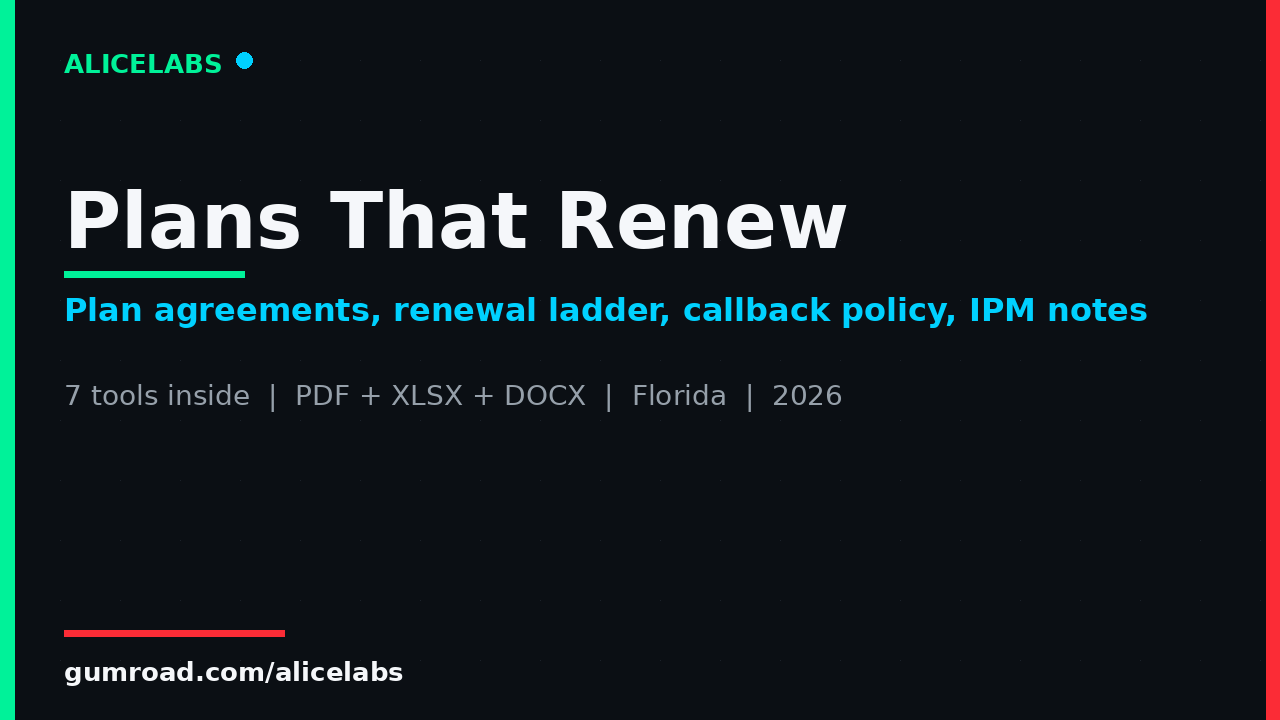 ALICELABS
Plans That Renew
Plan agreements, renewal ladder, callback policy, IPM notes
7 tools inside | PDF + XLSX + DOCX | Florida | 2026
gumroad.com/alicelabs